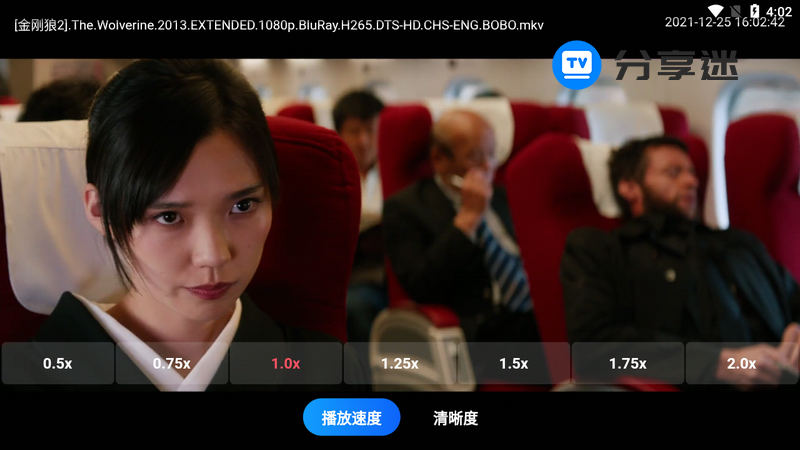 4:02
[金刚狼2].The.Wolverine.2013.EXTENDED.1080p.BluRay.H265.DTS-HD.CHS-ENG.BOBO.mkv
2021-12-25 16:02:42
TV 分享迷
0.5x 0.75x 1.0x 1.25x 1.5x 1.75x 2.0x
播放速度 清晰度